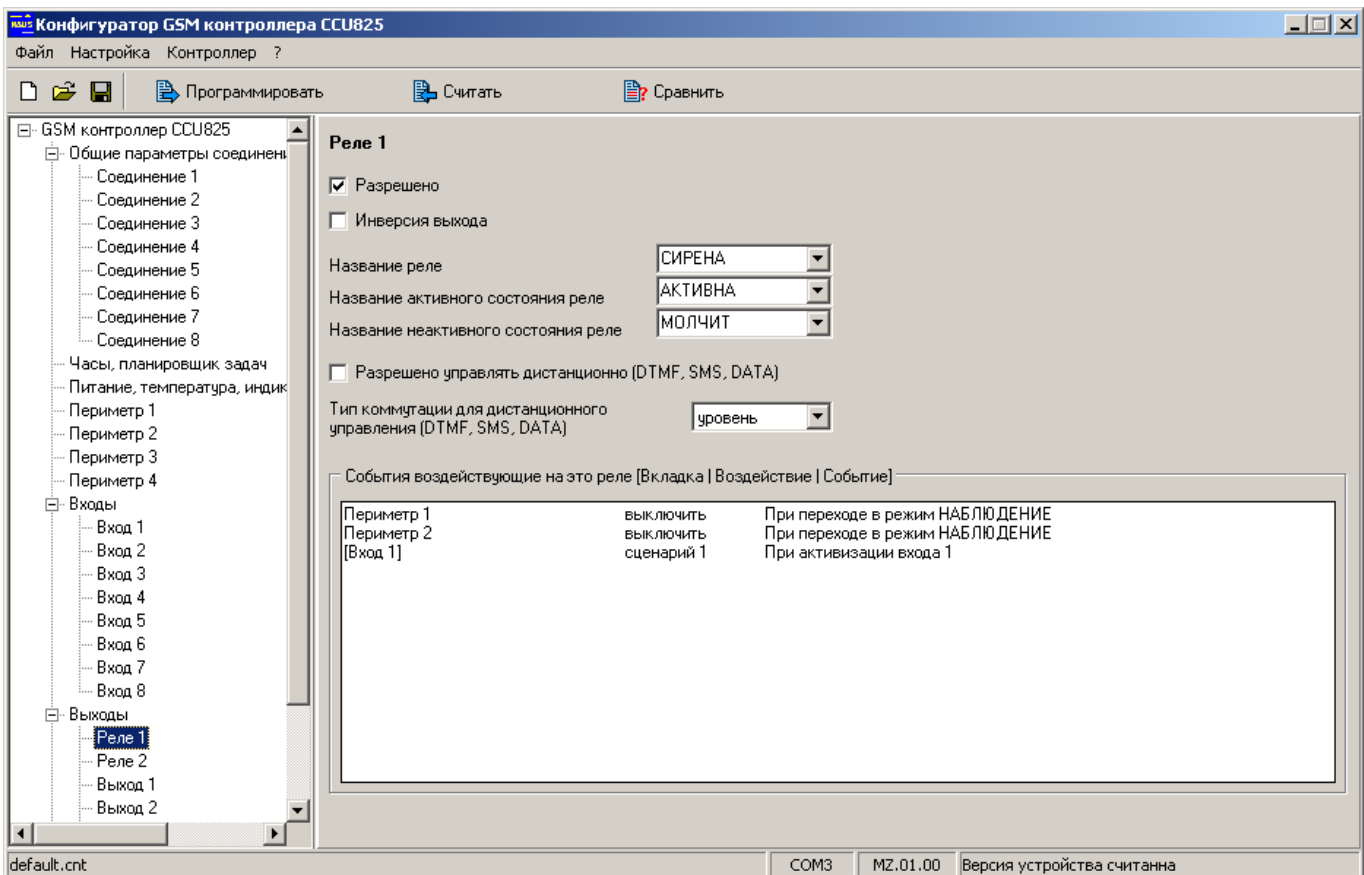 Конфигуратор GSM контроллера CCU825
Файл Настройка Контроллер ?
Программировать Считать Сравнить
GSM контроллер CCU825
Общие параметры соединени
Соединение 1
Соединение 2
Соединение 3
Соединение 4
Соединение 5
Соединение 6
Соединение 7
Соединение 8
Часы, планировщик задач
Питание, температура, индик
Периметр 1
Периметр 2
Периметр 3
Периметр 4
Входы
Вход 1
Вход 2
Вход 3
Вход 4
Вход 5
Вход 6
Вход 7
Вход 8
Выходы
Реле 1
Реле 2
Выход 1
Выход 2
Реле 1
Разрешено
Инверсия выхода
Название реле СИРЕНА
Название активного состояния реле АКТИВНА
Название неактивного состояния реле МОЛЧИТ
Разрешено управлять дистанционно (DTMF, SMS, DATA)
Тип коммутации для дистанционного
управления (DTMF, SMS, DATA) уровень
События воздействующие на это реле [Вкладка | Воздействие | Событие]
Периметр 1 выключить При переходе в режим НАБЛЮДЕНИЕ
Периметр 2 выключить При переходе в режим НАБЛЮДЕНИЕ
[Вход 1] сценарий 1 При активизации входа 1
default.cnt COM3 MZ.01.00 Версия устройства считанна